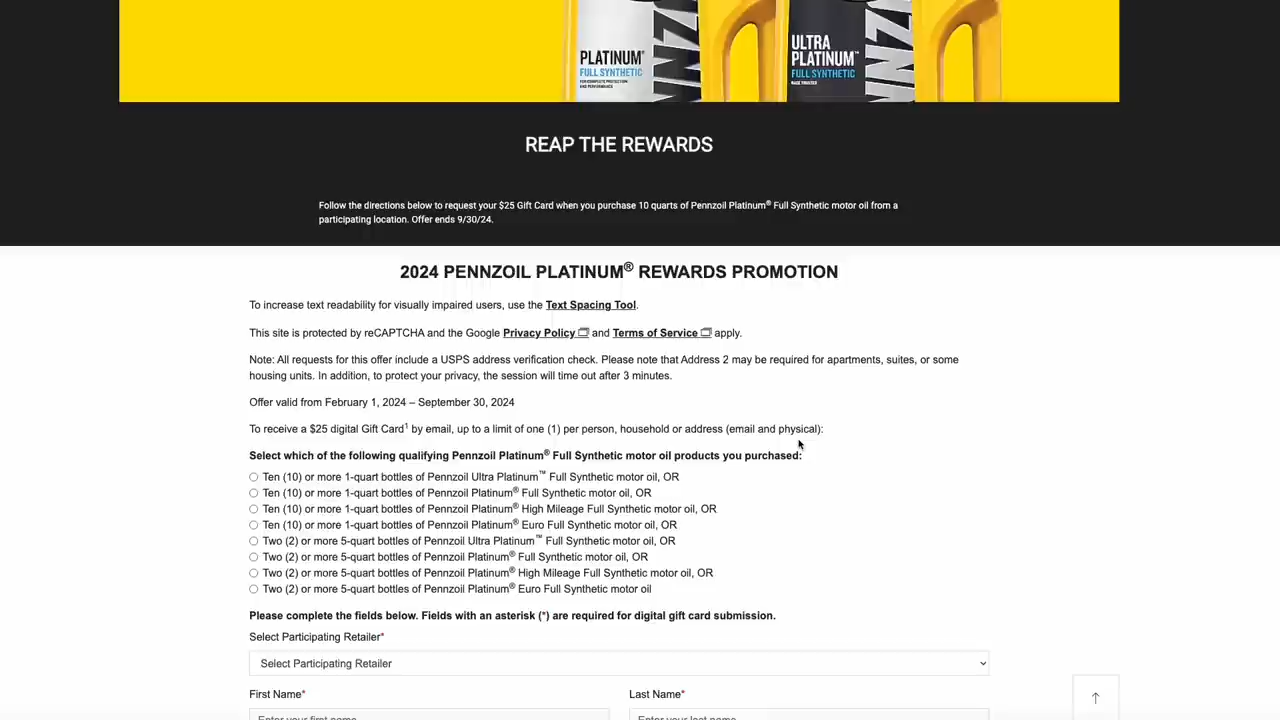 PLATINUM®
FULL SYNTHETIC
FOR COMPLETE PROTECTION
AND PERFORMANCE
ULTRA
PLATINUM™
FULL SYNTHETIC
REAP THE REWARDS
Follow the directions below to request your $25 Gift Card when you purchase 10 quarts of Pennzoil Platinum® Full Synthetic motor oil from a
participating location. Offer ends 9/30/24.
2024 PENNZOIL PLATINUM® REWARDS PROMOTION
To increase text readability for visually impaired users, use the Text Spacing Tool.
This site is protected by reCAPTCHA and the Google Privacy Policy and Terms of Service apply.
Note: All requests for this offer include a USPS address verification check. Please note that Address 2 may be required for apartments, suites, or some
housing units. In addition, to protect your privacy, the session will time out after 3 minutes.
Offer valid from February 1, 2024 – September 30, 2024
To receive a $25 digital Gift Card¹ by email, up to a limit of one (1) per person, household or address (email and physical):
Select which of the following qualifying Pennzoil Platinum® Full Synthetic motor oil products you purchased:
Ten (10) or more 1-quart bottles of Pennzoil Ultra Platinum™ Full Synthetic motor oil, OR
Ten (10) or more 1-quart bottles of Pennzoil Platinum® Full Synthetic motor oil, OR
Ten (10) or more 1-quart bottles of Pennzoil Platinum® High Mileage Full Synthetic motor oil, OR
Ten (10) or more 1-quart bottles of Pennzoil Platinum® Euro Full Synthetic motor oil, OR
Two (2) or more 5-quart bottles of Pennzoil Ultra Platinum™ Full Synthetic motor oil, OR
Two (2) or more 5-quart bottles of Pennzoil Platinum® Full Synthetic motor oil, OR
Two (2) or more 5-quart bottles of Pennzoil Platinum® High Mileage Full Synthetic motor oil, OR
Two (2) or more 5-quart bottles of Pennzoil Platinum® Euro Full Synthetic motor oil
Please complete the fields below. Fields with an asterisk (*) are required for digital gift card submission.
Select Participating Retailer*
Select Participating Retailer
First Name*
Last Name*
Enter your first name
Enter your last name